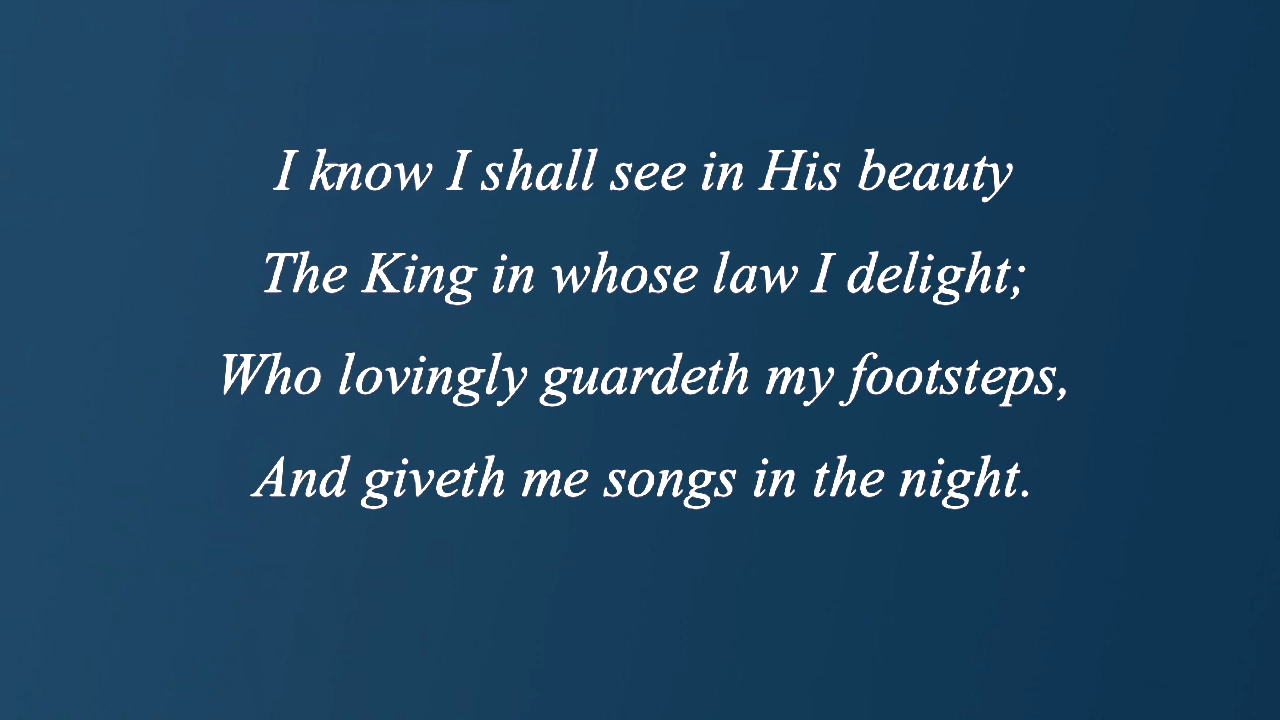 I know I shall see in His beauty
The King in whose law I delight;
Who lovingly guardeth my footsteps,
And giveth me songs in the night.